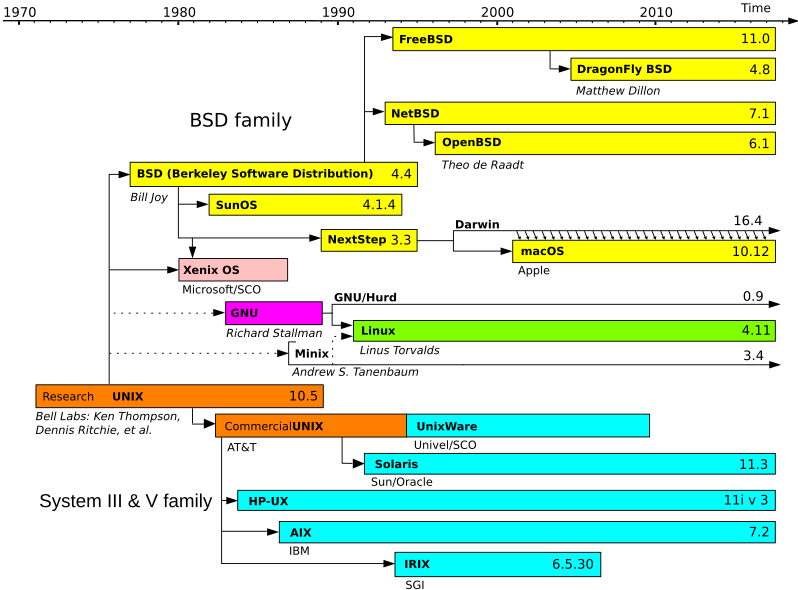 1970 1980 1990 2000 2010 Time
FreeBSD 11.0
DragonFly BSD 4.8
Matthew Dillon
BSD family
NetBSD 7.1
OpenBSD 6.1
Theo de Raadt
BSD (Berkeley Software Distribution) 4.4
Bill Joy
SunOS 4.1.4
Darwin 16.4
NextStep 3.3
macOS 10.12
Apple
Xenix OS
Microsoft/SCO
GNU/Hurd 0.9
GNU
Richard Stallman
Linux 4.11
Linus Torvalds
Minix 3.4
Andrew S. Tanenbaum
Research UNIX 10.5
Bell Labs: Ken Thompson,
Dennis Ritchie, et al.
CommercialUNIX
AT&T
UnixWare
Univel/SCO
Solaris 11.3
Sun/Oracle
System III & V family
HP-UX 11i v 3
AIX 7.2
IBM
IRIX 6.5.30
SGI